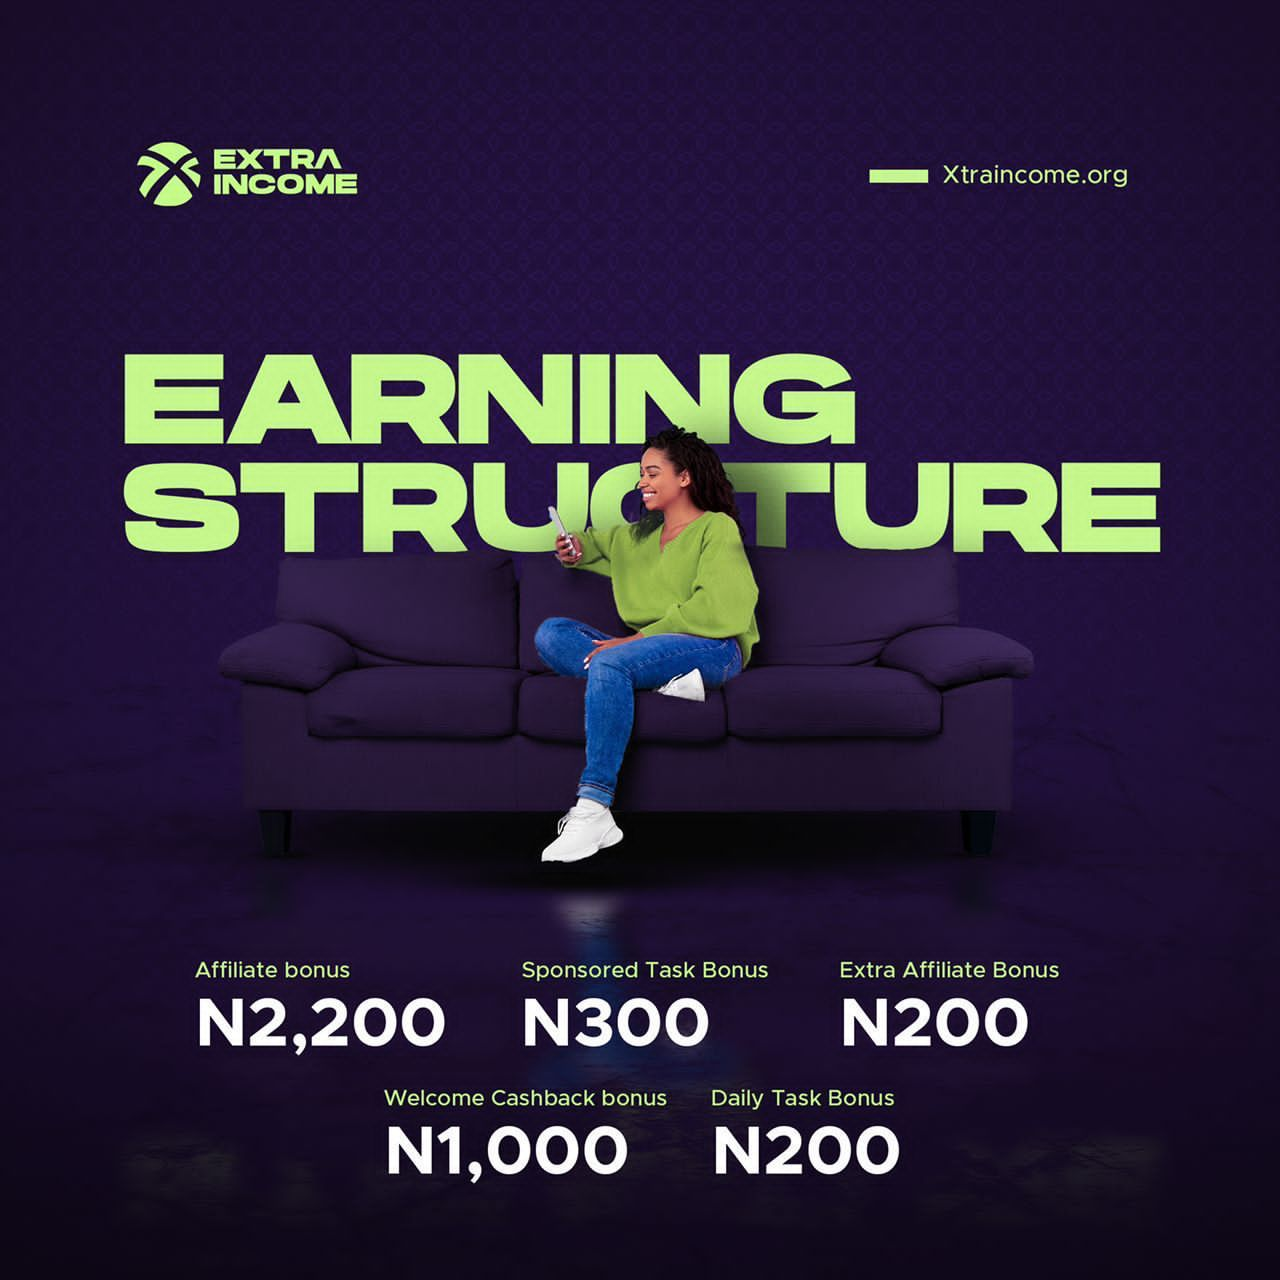 EXTRA
INCOME
Xtraincome.org
EARNING
STRUCTURE
Affiliate bonus
N2,200
Sponsored Task Bonus
N300
Extra Affiliate Bonus
N200
Welcome Cashback bonus
N1,000
Daily Task Bonus
N200